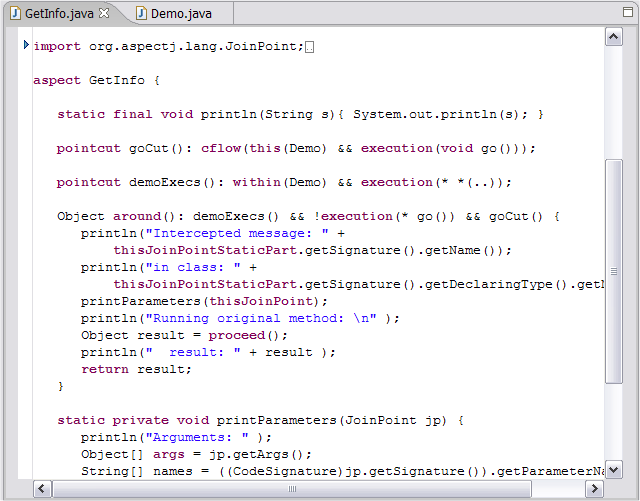 GetInfo.java Demo.java
import org.aspectj.lang.JoinPoint;
aspect GetInfo {
static final void println(String s){ System.out.println(s); }
pointcut goCut(): cflow(this(Demo) && execution(void go()));
pointcut demoExecs(): within(Demo) && execution(* *(..));
Object around(): demoExecs() && !execution(* go()) && goCut() {
println("Intercepted message: " +
thisJoinPointStaticPart.getSignature().getName());
println("in class: " +
thisJoinPointStaticPart.getSignature().getDeclaringType().get
printParameters(thisJoinPoint);
println("Running original method: \n" );
Object result = proceed();
println("  result: " + result );
return result;
}
static private void printParameters(JoinPoint jp) {
println("Arguments: " );
Object[] args = jp.getArgs();
String[] names = ((CodeSignature)jp.getSignature()).getParameterNa